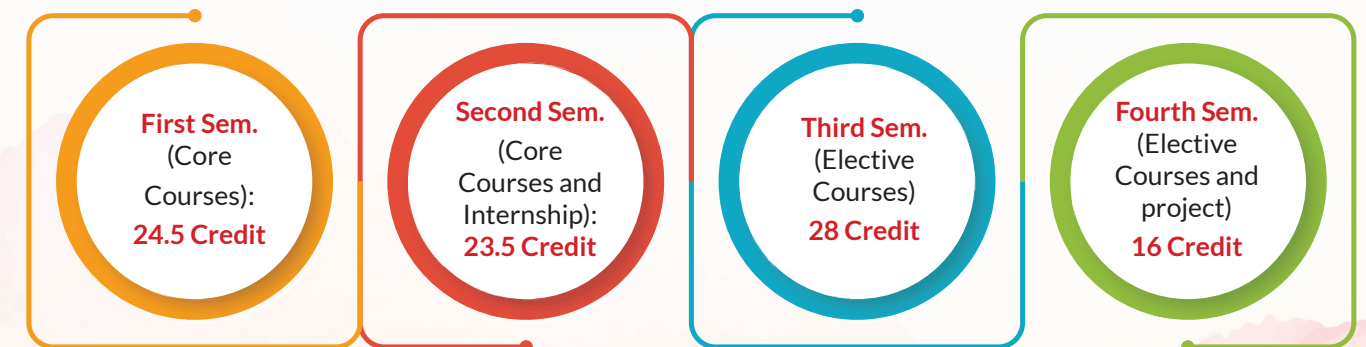 First Sem.
(Core
Courses):
24.5 Credit
Second Sem.
(Core
Courses and
Internship):
23.5 Credit
Third Sem.
(Elective
Courses)
28 Credit
Fourth Sem.
(Elective
Courses and
project)
16 Credit